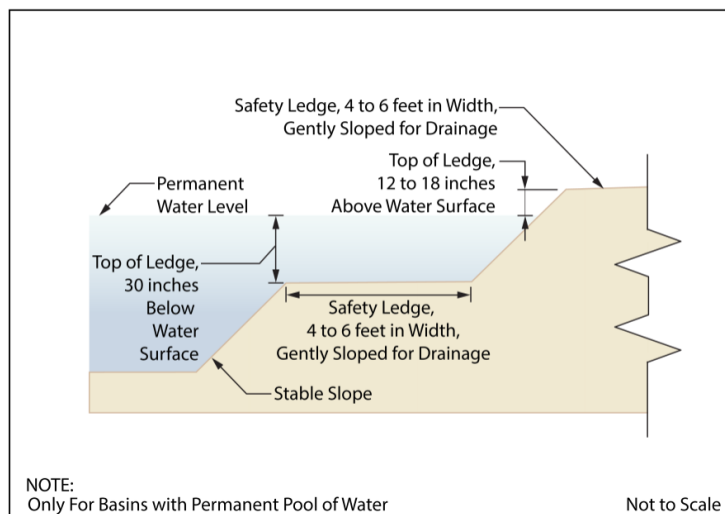 Safety Ledge, 4 to 6 feet in Width,
Gently Sloped for Drainage
Top of Ledge,
12 to 18 inches
Above Water Surface
Permanent
Water Level
Top of Ledge,
30 inches
Below
Water
Surface
Safety Ledge,
4 to 6 feet in Width,
Gently Sloped for Drainage
Stable Slope
NOTE:
Only For Basins with Permanent Pool of Water
Not to Scale